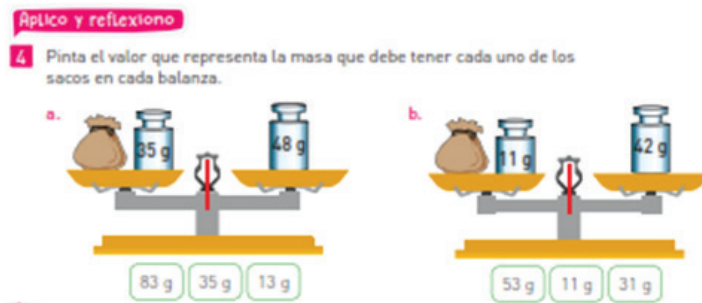 Aplico y reflexiono
4 Pinta el valor que representa la masa que debe tener cada uno de los
sacos en cada balanza.
a.
35 g
48 g
83 g 35 g 13 g
b.
11 g
42 g
53 g 11 g 31 g